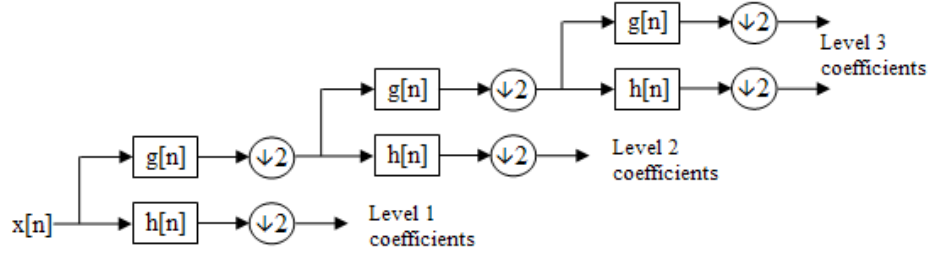 g[n] ↓2
Level 3
coefficients
g[n] ↓2 h[n] ↓2
g[n] ↓2 h[n] ↓2
Level 2
coefficients
x[n] h[n] ↓2
Level 1
coefficients